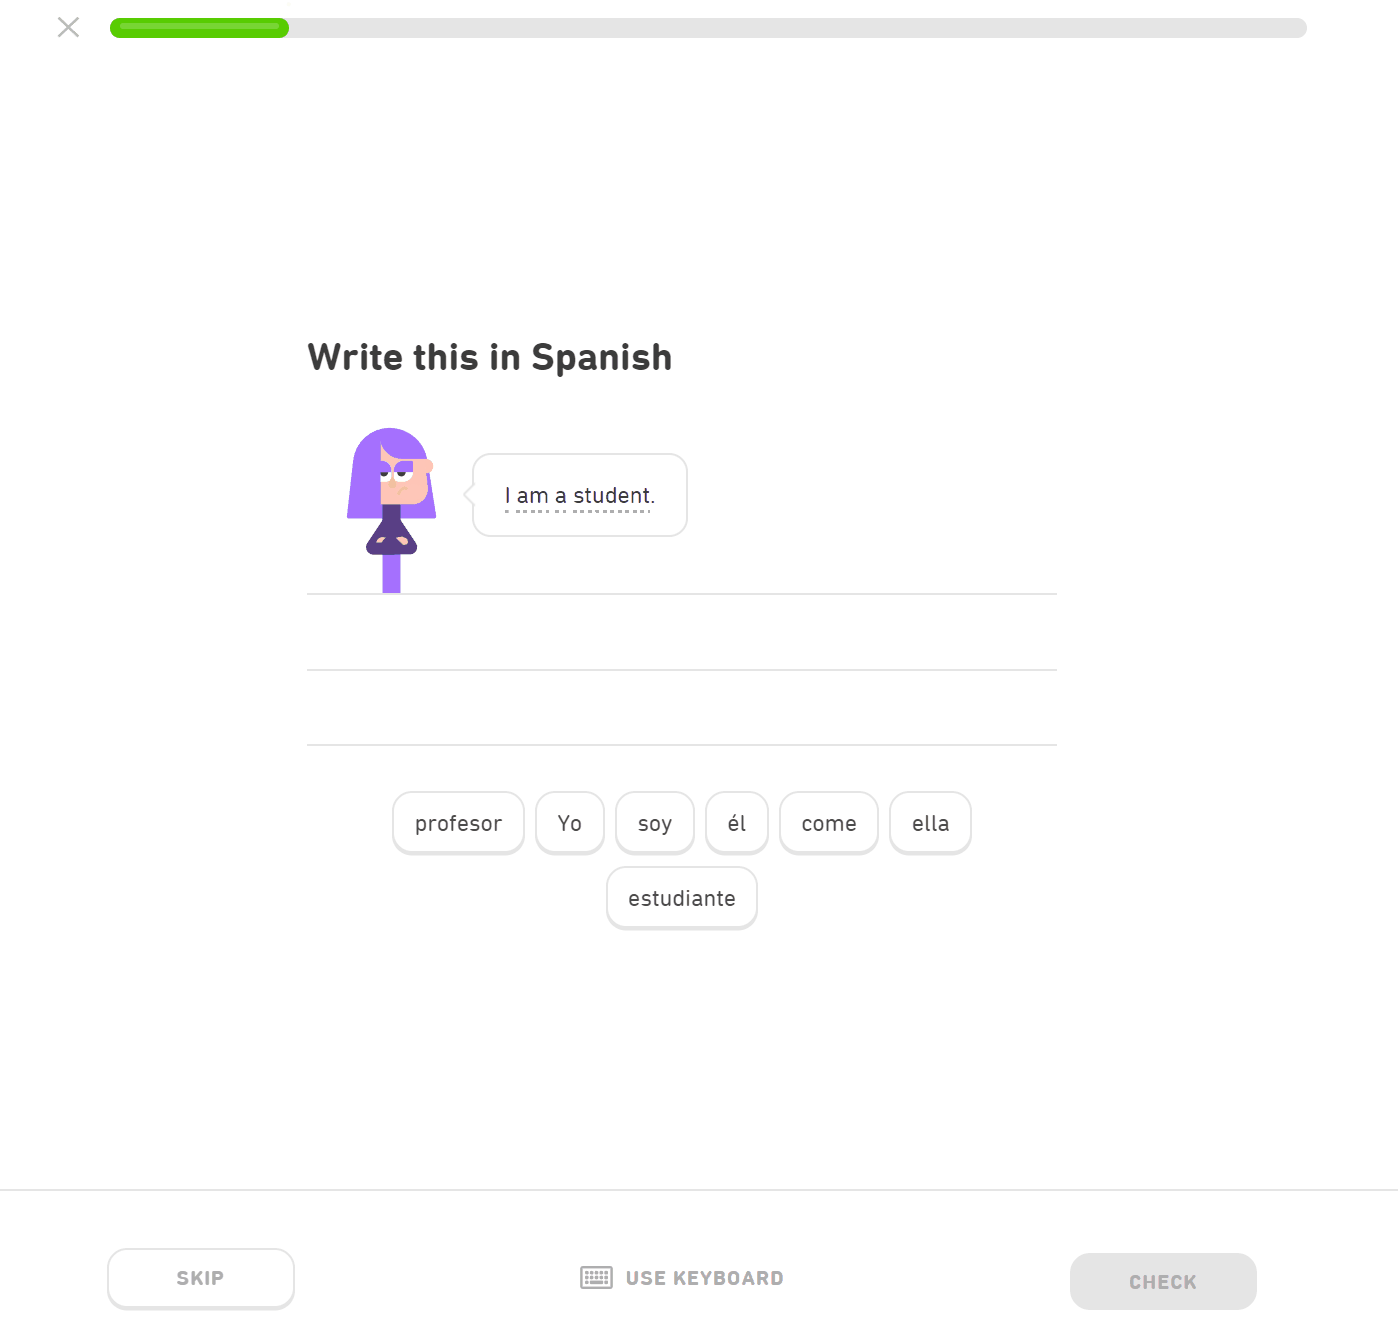 Write this in Spanish
I am a student.
profesor Yo soy él come ella
estudiante
SKIP USE KEYBOARD CHECK